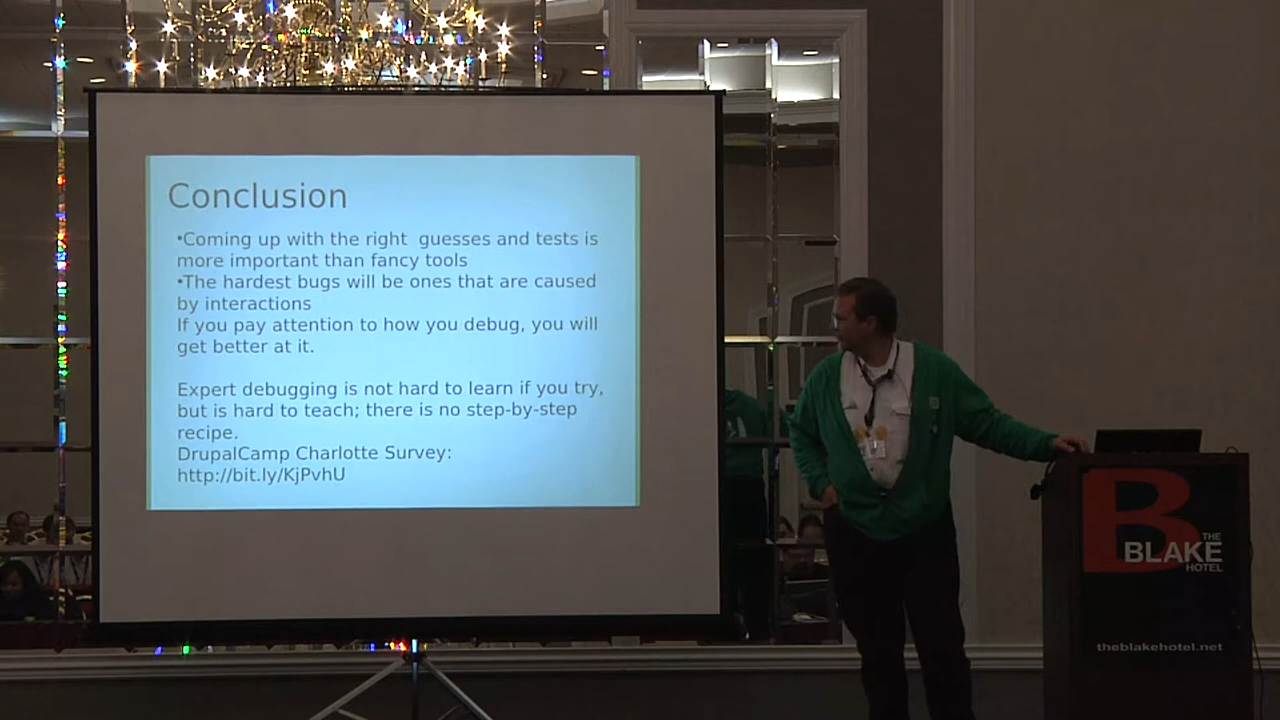 Conclusion
•Coming up with the right  guesses and tests is
more important than fancy tools
•The hardest bugs will be ones that are caused
by interactions
If you pay attention to how you debug, you will
get better at it.
Expert debugging is not hard to learn if you try,
but is hard to teach; there is no step-by-step
recipe.
DrupalCamp Charlotte Survey:
http://bit.ly/KjPvhU
B
THE
BLAKE
HOTEL
theblakehotel.net